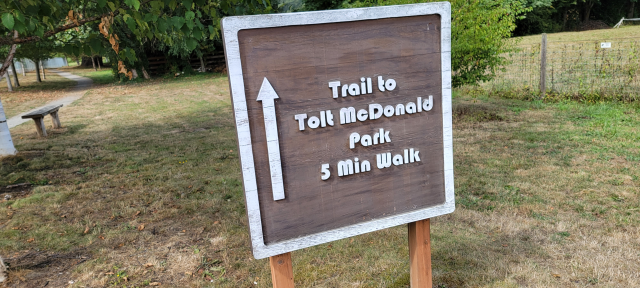 Trail to
Tolt McDonald
Park
5 Min Walk